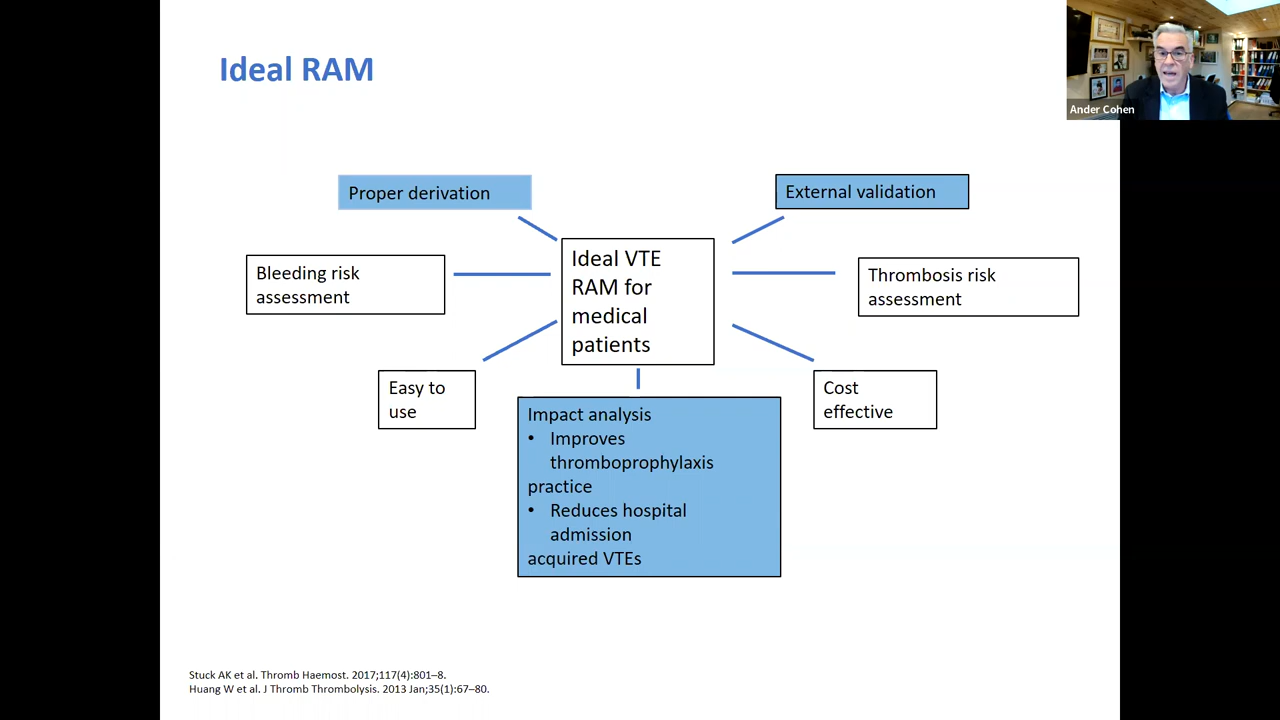 Ideal RAM
Ander Cohen
Proper derivation
External validation
Bleeding risk
assessment
Ideal VTE
RAM for
medical
patients
Thrombosis risk
assessment
Easy to
use
Cost
effective
Impact analysis
• Improves
thromboprophylaxis
practice
• Reduces hospital
admission
acquired VTEs
Stuck AK et al. Thromb Haemost. 2017;117(4):801–8.
Huang W et al. J Thromb Thrombolysis. 2013 Jan;35(1):67–80.